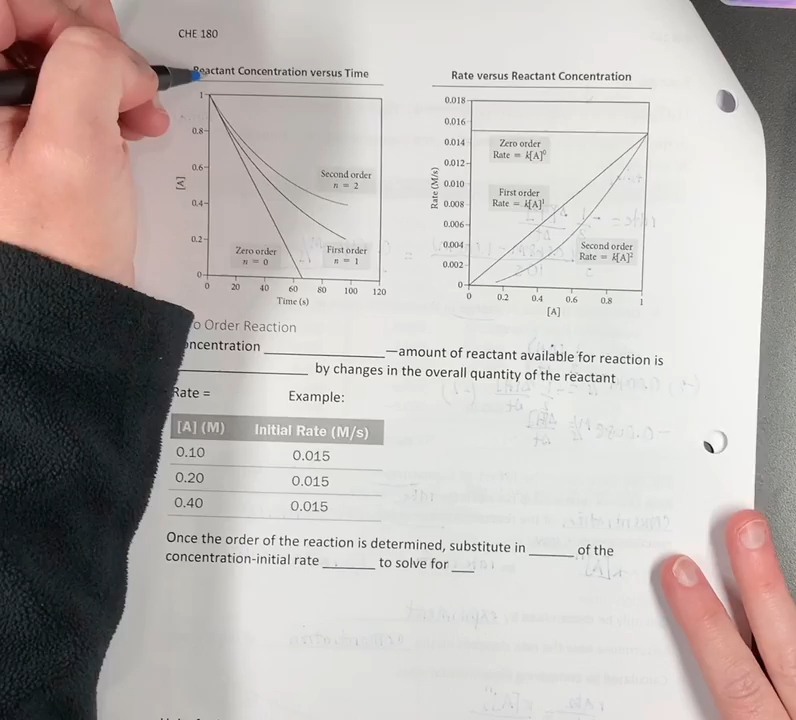 CHE 180
Reactant Concentration versus Time
1
0.8
0.6
[A]
0.4
0.2
0
Second order
n = 2
Zero order
n = 0
First order
n = 1
0 20 40 60 80 100 120
Time (s)
Rate versus Reactant Concentration
0.018
0.016
0.014
0.012
0.010
Rate (M/s)
0.008
0.006
0.004
0.002
0
Zero order
Rate = k[A]⁰
First order
Rate = k[A]¹
Second order
Rate = k[A]²
0 0.2 0.4 0.6 0.8 1
[A]
o Order Reaction
oncentration ______________—amount of reactant available for reaction is
________________ by changes in the overall quantity of the reactant
Rate = Example:
[A] (M) Initial Rate (M/s)
0.10 0.015
0.20 0.015
0.40 0.015
Once the order of the reaction is determined, substitute in ______ of the
concentration-initial rate _______ to solve for ___